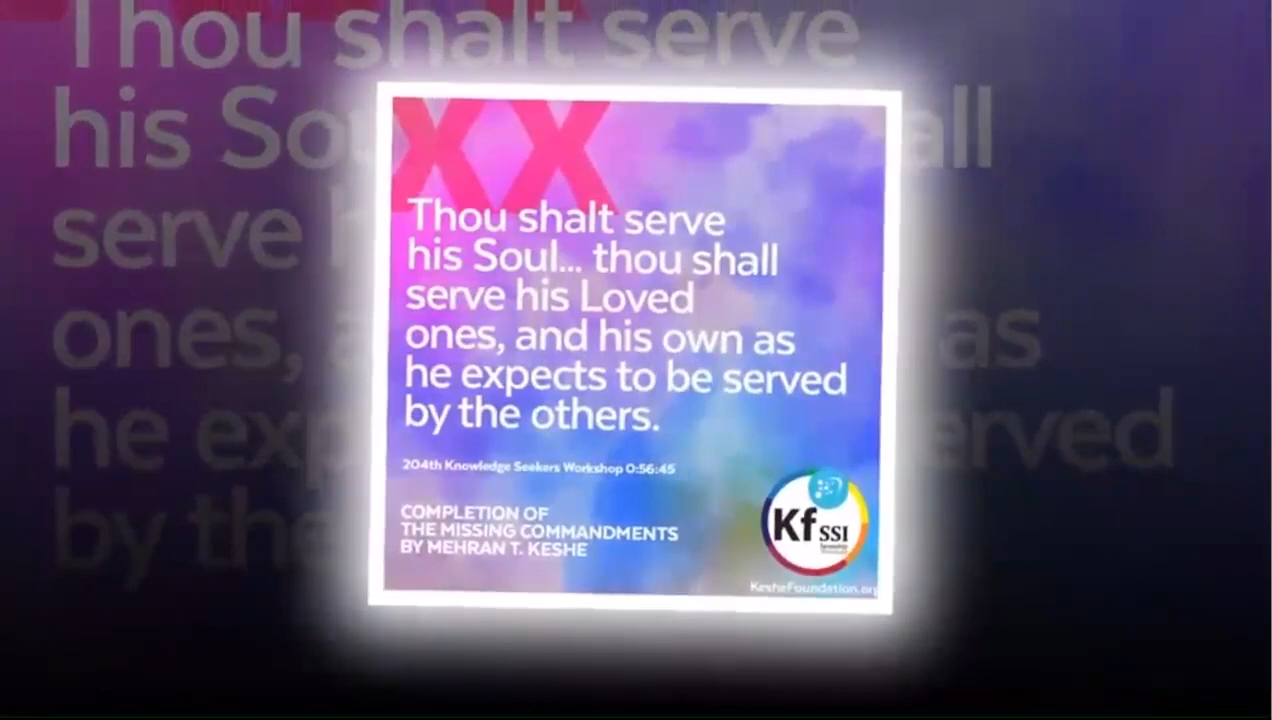 XX
Thou shalt serve
his Soul... thou shall
serve his Loved
ones, and his own as
he expects to be served
by the others.
204th Knowledge Seekers Workshop 0:56:45
COMPLETION OF
THE MISSING COMMANDMENTS
BY MEHRAN T. KESHE
Kf SSI
KesheFoundation.org